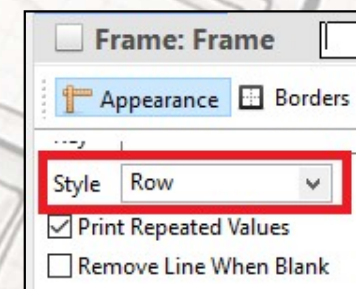 Frame: Frame
Appearance Borders
Style Row
Print Repeated Values
Remove Line When Blank